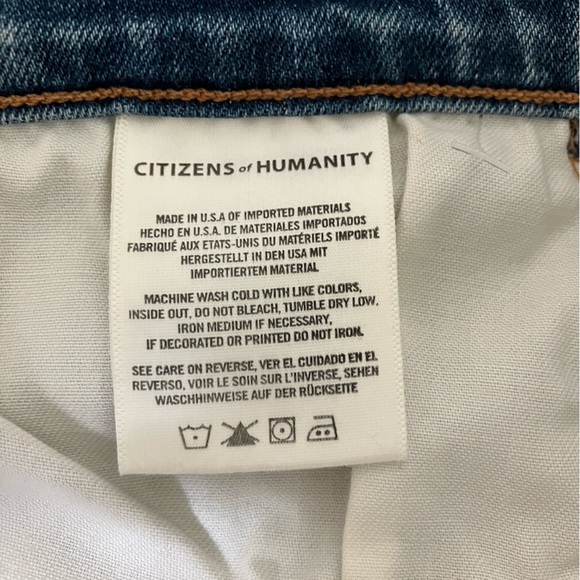 CITIZENS of HUMANITY
MADE IN U.S.A OF IMPORTED MATERIALS
HECHO EN U.S.A. DE MATERIALES IMPORTADOS
FABRIQUÉ AUX ETATS-UNIS DU MATÉRIELS IMPORTÉ
HERGESTELLT IN DEN USA MIT
IMPORTIERTEM MATERIAL
MACHINE WASH COLD WITH LIKE COLORS,
INSIDE OUT, DO NOT BLEACH, TUMBLE DRY LOW.
IRON MEDIUM IF NECESSARY,
IF DECORATED OR PRINTED DO NOT IRON.
SEE CARE ON REVERSE, VER EL CUIDADO EN EL
REVERSO, VOIR LE SOIN SUR L'INVERSE, SEHEN
WASCHHINWEISE AUF DER RÜCKSEITE